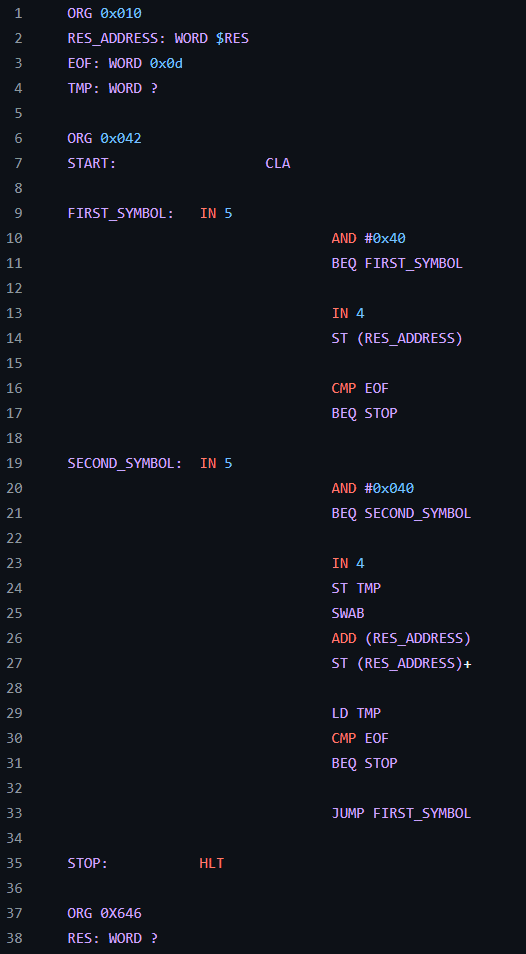 1 ORG 0x010
2 RES_ADDRESS: WORD $RES
3 EOF: WORD 0x0d
4 TMP: WORD ?
5
6 ORG 0x042
7 START: CLA
8
9 FIRST_SYMBOL: IN 5
10 AND #0x40
11 BEQ FIRST_SYMBOL
12
13 IN 4
14 ST (RES_ADDRESS)
15
16 CMP EOF
17 BEQ STOP
18
19 SECOND_SYMBOL: IN 5
20 AND #0x040
21 BEQ SECOND_SYMBOL
22
23 IN 4
24 ST TMP
25 SWAB
26 ADD (RES_ADDRESS)
27 ST (RES_ADDRESS)+
28
29 LD TMP
30 CMP EOF
31 BEQ STOP
32
33 JUMP FIRST_SYMBOL
34
35 STOP: HLT
36
37 ORG 0X646
38 RES: WORD ?